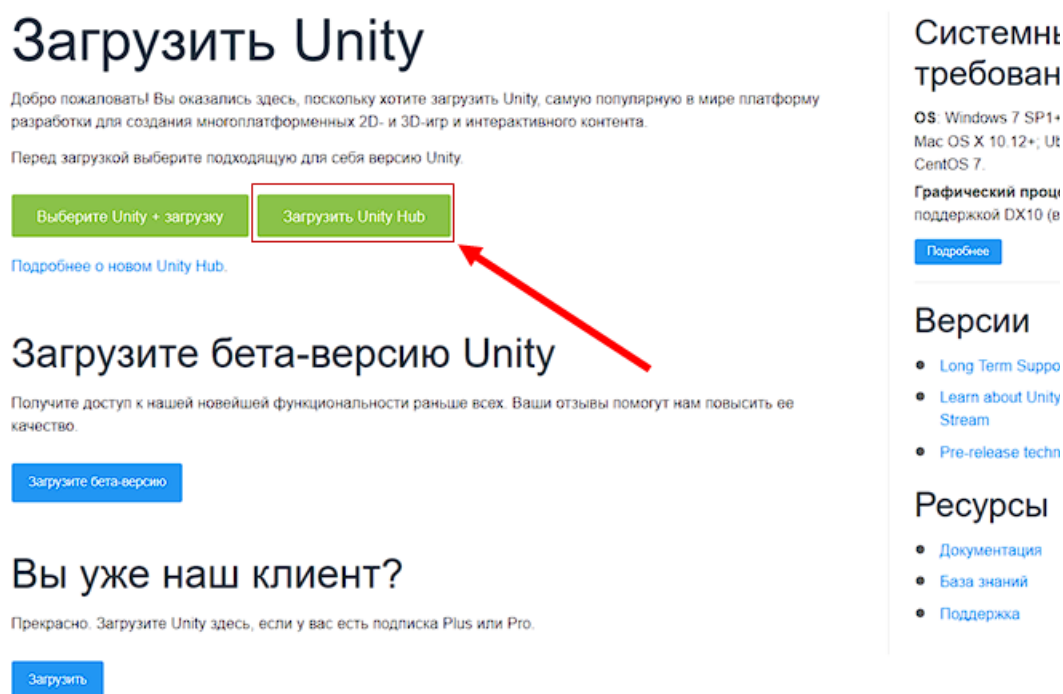 Загрузить Unity
Добро пожаловать! Вы оказались здесь, поскольку хотите загрузить Unity, самую популярную в мире платформу
разработки для создания многоплатформенных 2D- и 3D-игр и интерактивного контента.
Перед загрузкой выберите подходящую для себя версию Unity.
Выберите Unity + загрузку
Загрузить Unity Hub
Подробнее о новом Unity Hub.
Загрузите бета-версию Unity
Получите доступ к нашей новейшей функциональности раньше всех. Ваши отзывы помогут нам повысить ее
качество.
Загрузите бета-версию
Вы уже наш клиент?
Прекрасно. Загрузите Unity здесь, если у вас есть подписка Plus или Pro.
Загрузить
OS: Windows 7 SP1+
Mac OS X 10.12+;
CentOS 7.
Графический
поддержкой DX10
Подробнее
Версии
Long Term
Learn about Unity
Stream
Pre-release
Ресурсы
Документация
База знаний
Поддержка